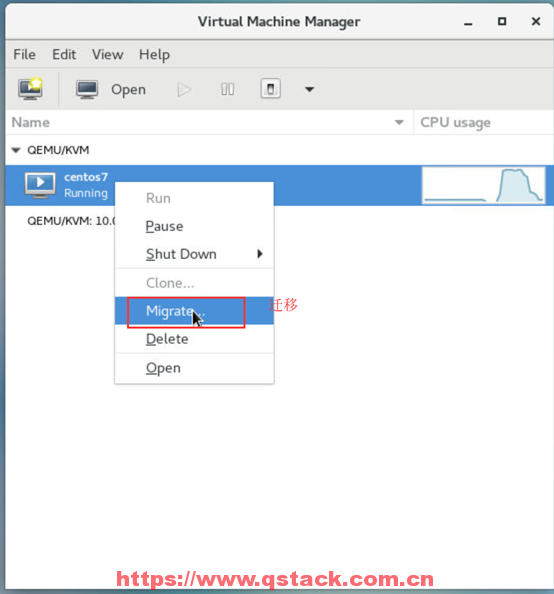 Virtual Machine Manager
File Edit View Help
Open
Name CPU usage
QEMU/KVM
centos7
Running
QEMU/KVM: 10.0
Run
Pause
Shut Down
Clone...
Migrate... 迁移
Delete
Open
https://www.qstack.com.cn